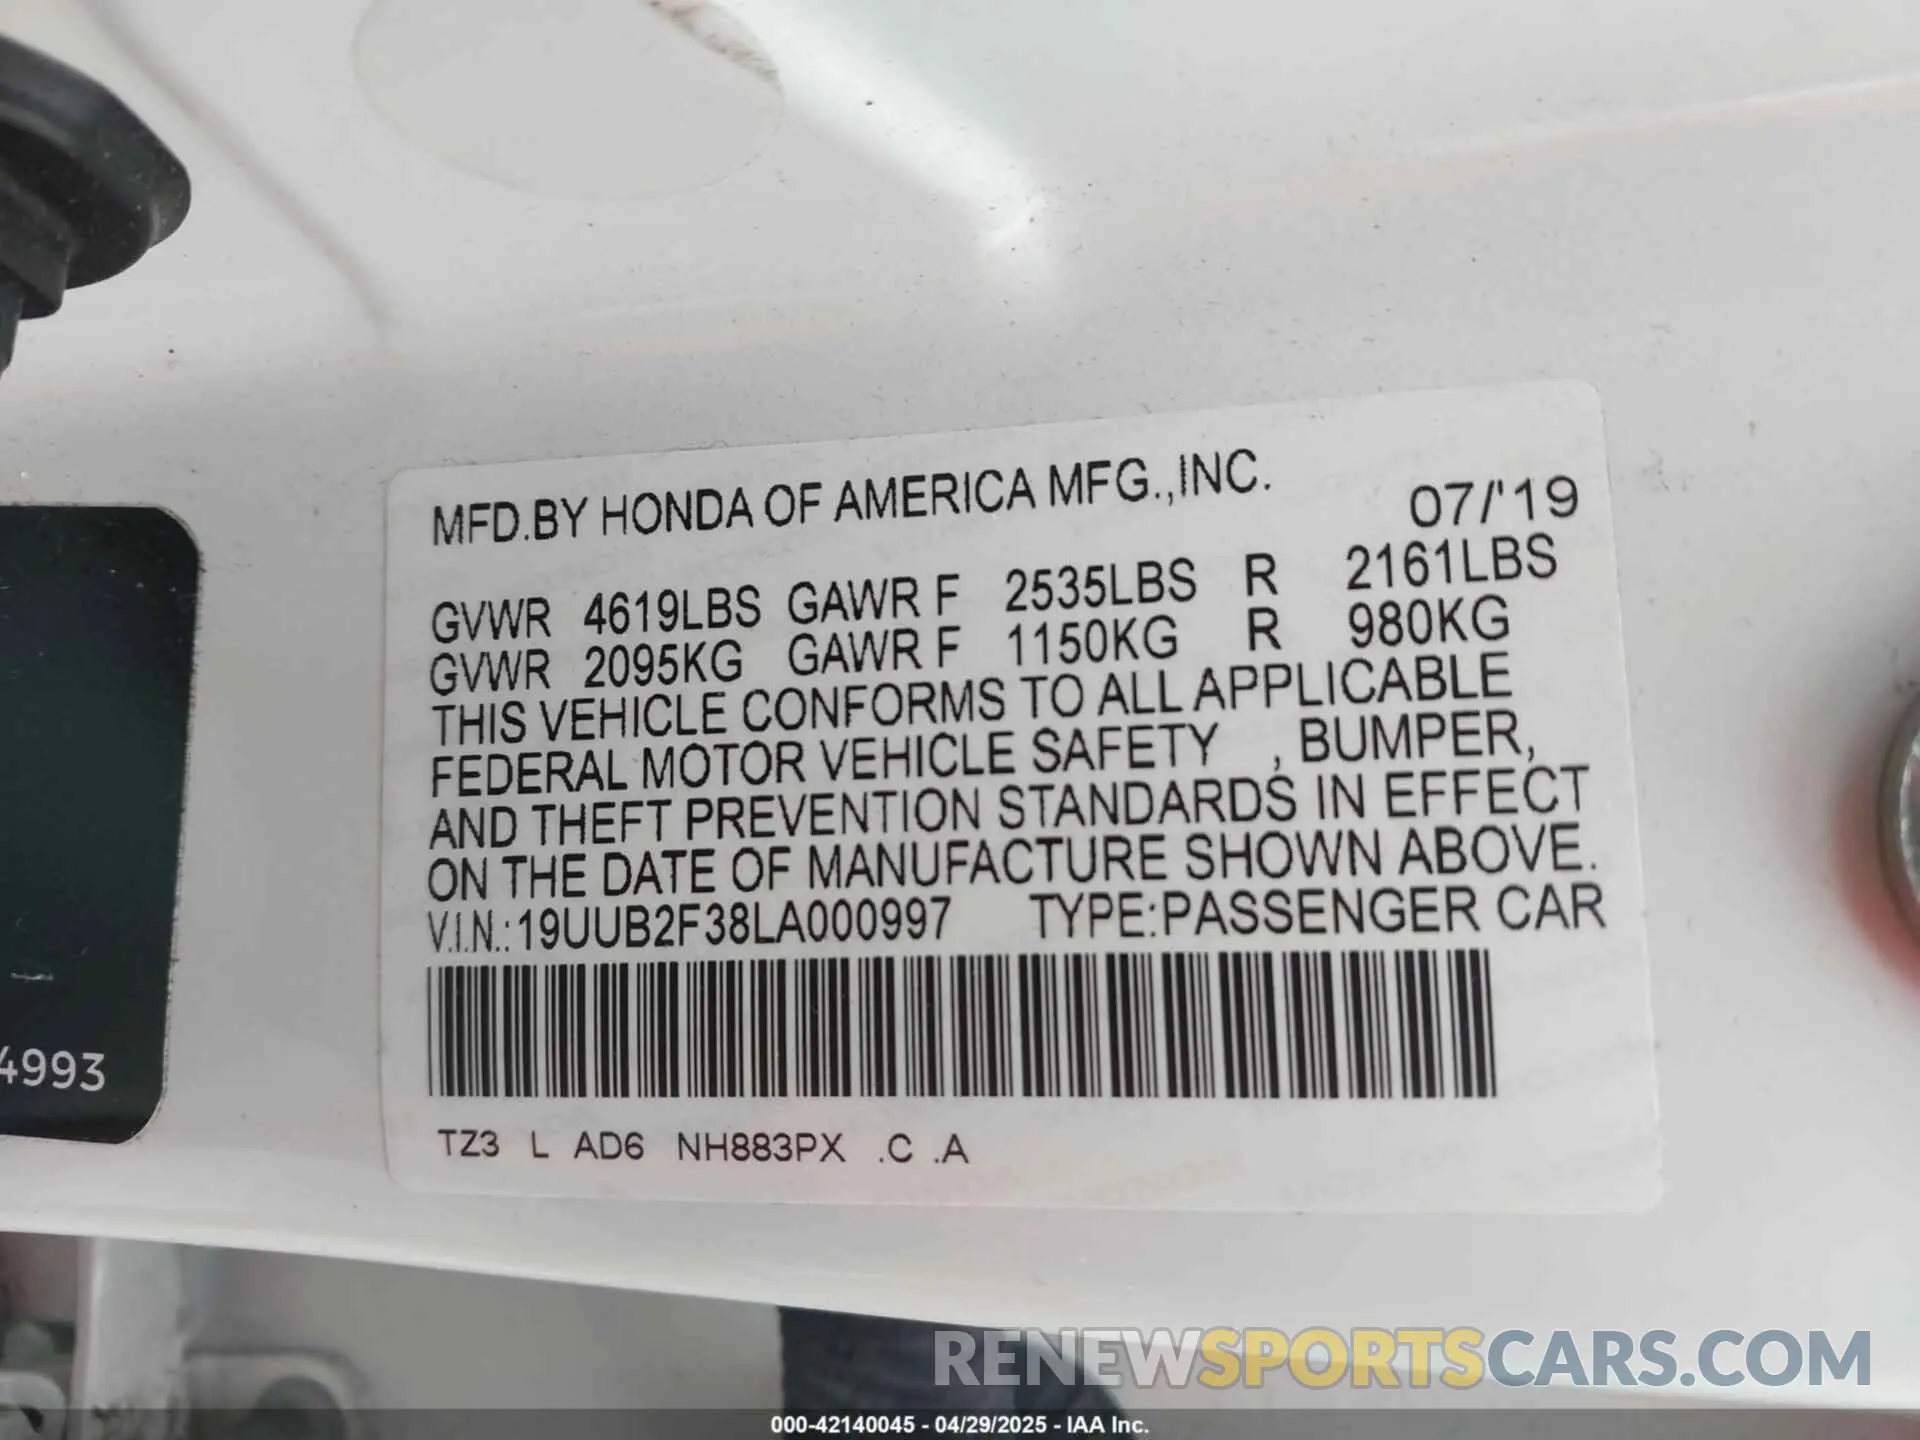 MFD.BY HONDA OF AMERICA MFG.,INC. 07/'19
GVWR 4619LBS GAWR F 2535LBS R 2161LBS
GVWR 2095KG GAWR F 1150KG R 980KG
THIS VEHICLE CONFORMS TO ALL APPLICABLE
FEDERAL MOTOR VEHICLE SAFETY , BUMPER,
AND THEFT PREVENTION STANDARDS IN EFFECT
ON THE DATE OF MANUFACTURE SHOWN ABOVE.
V.I.N.:19UUB2F38LA000997 TYPE:PASSENGER CAR
4993
TZ3 L AD6 NH883PX .C .A
RENEWSPORTSCARS.COM
000-42140045 - 04/29/2025 - IAA Inc.